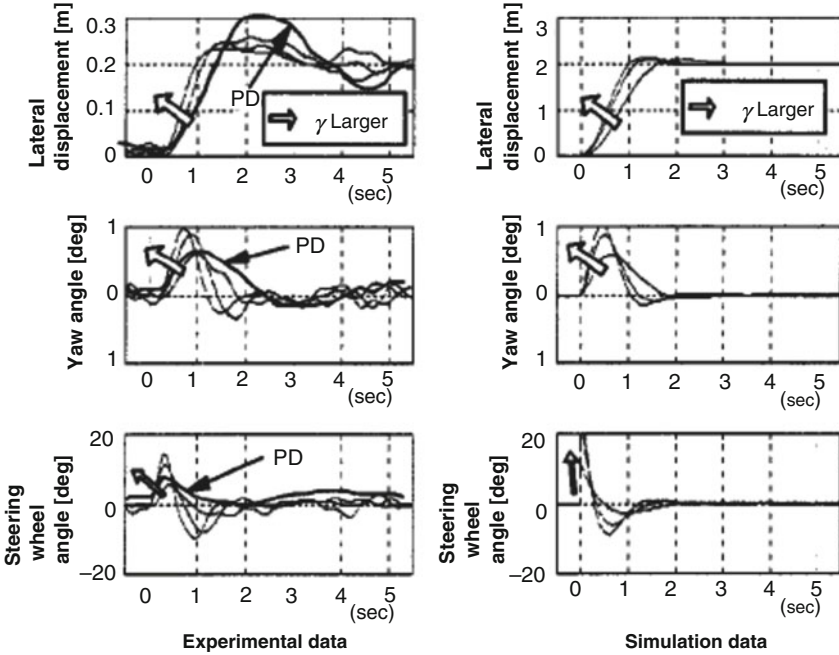 Lateral
displacement [m]
0.3
0.2
0.1
0
PD
γ Larger
0 1 2 3 4 5
(sec)
Lateral
displacement [m]
3
2
1
0
γ Larger
0 1 2 3 4 5
(sec)
Yaw angle [deg]
1
0
1
PD
0 1 2 3 4 5
(sec)
Yaw angle [deg]
1
0
1
0 1 2 3 4 5
(sec)
Steering
wheel
angle [deg]
20
0
−20
PD
0 1 2 3 4 5
(sec)
Steering
wheel
angle [deg]
20
0
−20
0 1 2 3 4 5
(sec)
Experimental data
Simulation data